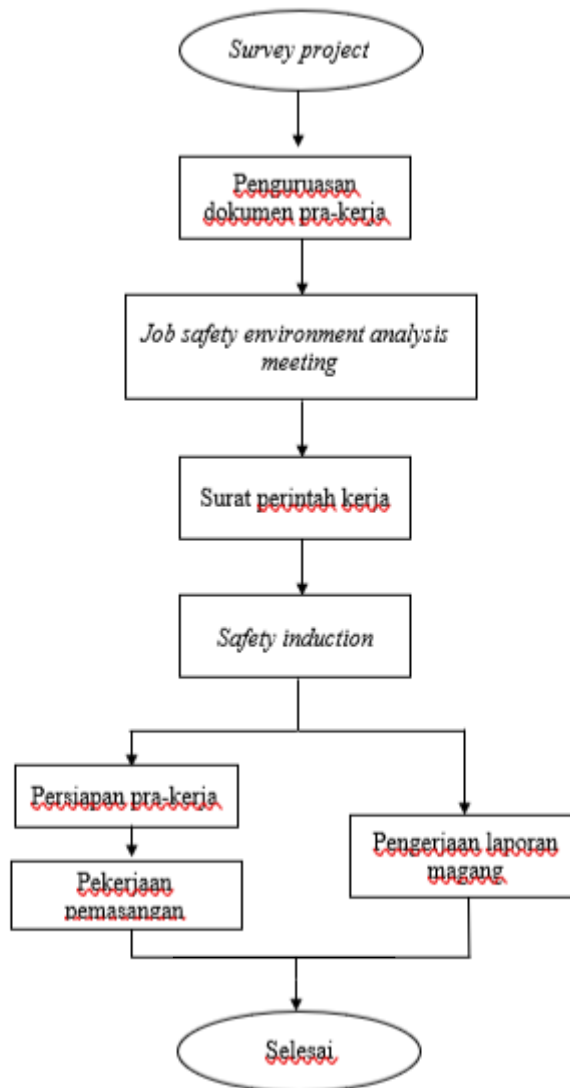 Survey project
Penguruasan
dokumen pra-kerja
Job safety environment analysis
meeting
Surat perintah kerja
Safety induction
Persiapan pra-kerja
Pekerjaan
pemasangan
Pengerjaan laporan
magang
Selesai